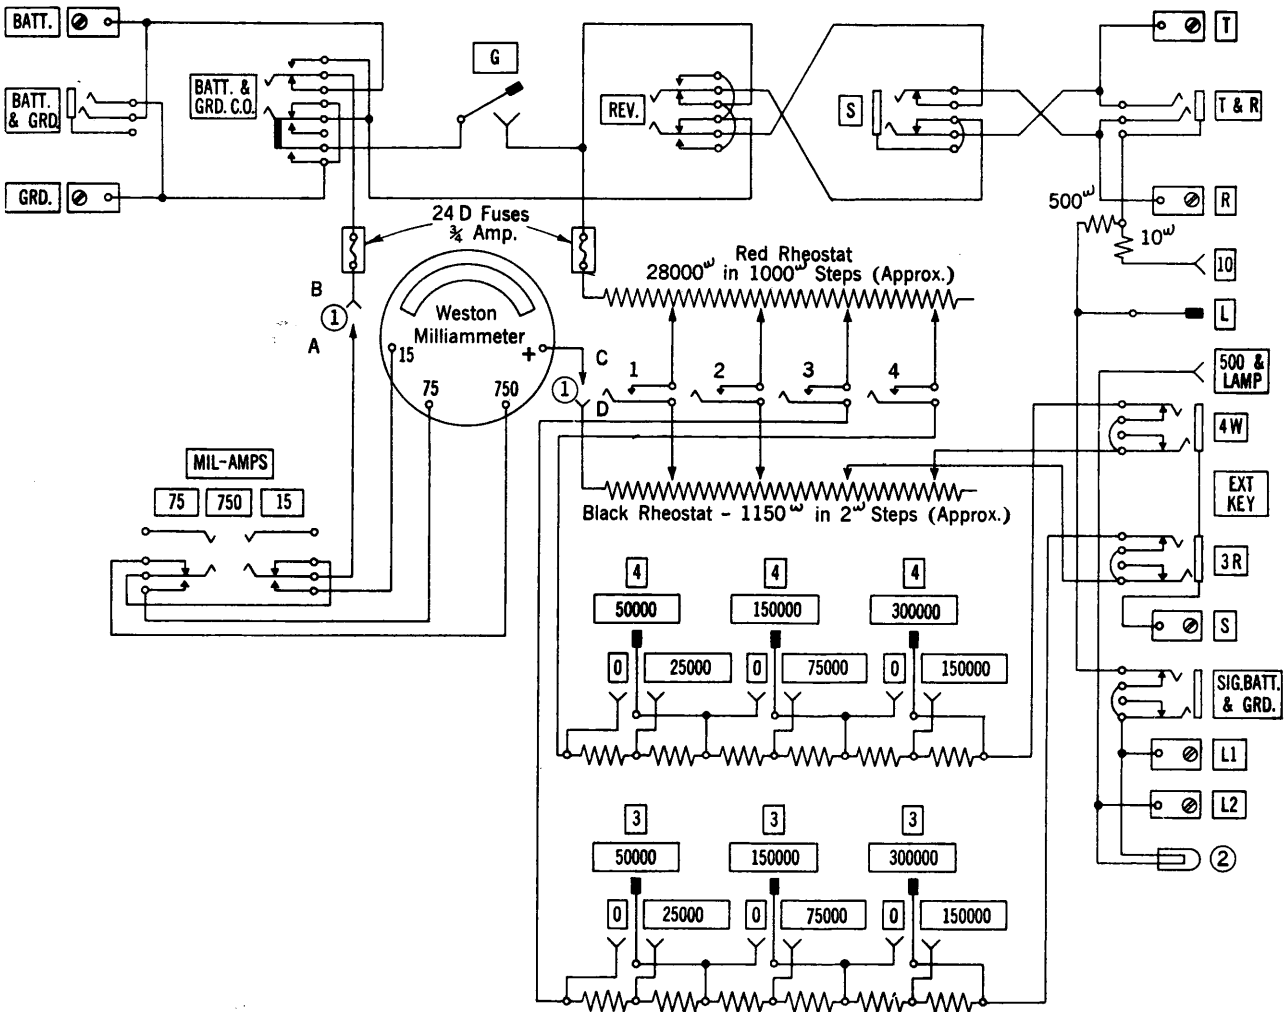 BATT.
T
G
BATT. & GRD. C.O.
BATT. & GRD
REV.
S
T & R
GRD.
R
24 D Fuses
¾ Amp.
500ω
10ω
10
Red Rheostat
28000ω in 1000ω Steps (Approx.)
B
1
A
Weston
Milliammeter
15
+
75
750
C
1
D
1
2
3
4
L
500 & LAMP
4W
MIL-AMPS
75
750
15
EXT KEY
Black Rheostat - 1150ω in 2ω Steps (Approx.)
3R
4
4
4
50000
150000
300000
S
0
25000
0
75000
0
150000
SIG. BATT. & GRD.
L1
L2
3
3
3
50000
150000
300000
2
0
25000
0
75000
0
150000